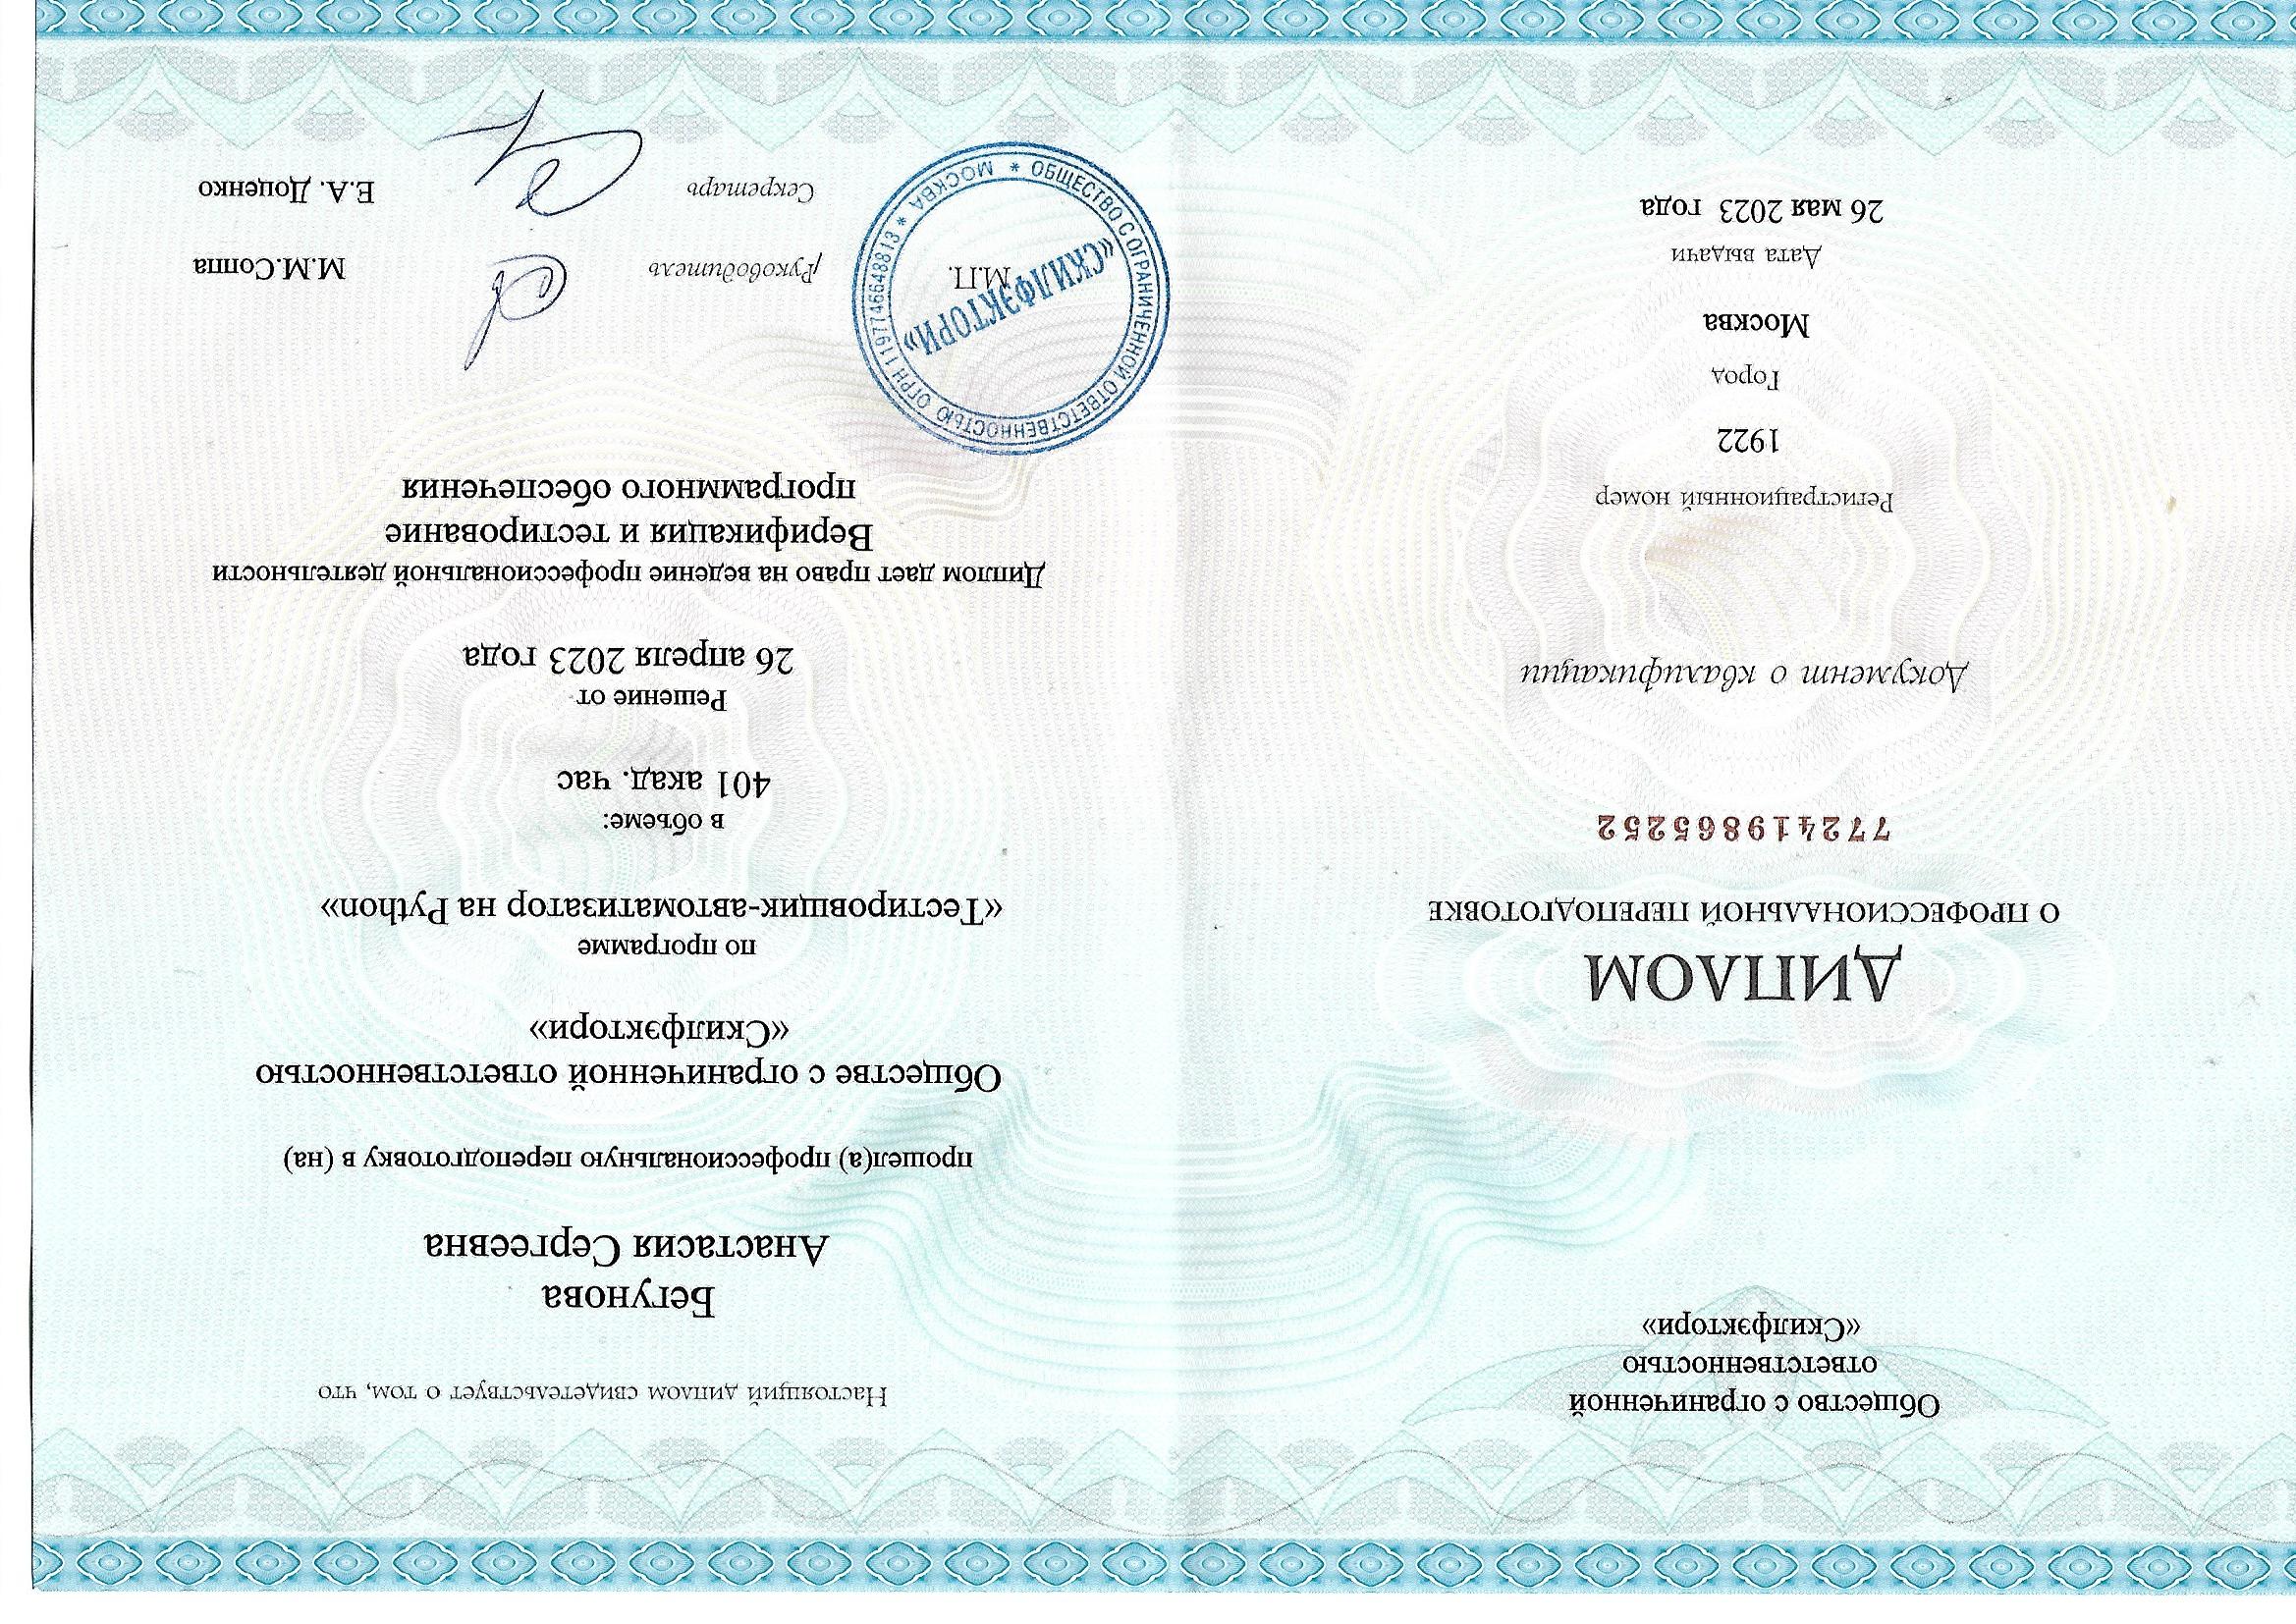 Общество с ограниченной
ответственностью
«Скилфэктори»
ДИПЛОМ
О ПРОФЕССИОНАЛЬНОЙ ПЕРЕПОДГОТОВКЕ
772419865252
Документ о квалификации
Регистрационный номер
1922
Город
Москва
Дата выдачи
26 мая 2023 года
Настоящий диплом свидетельствует о том, что
Бегунова
Анастасия Сергеевна
прошел(а) профессиональную переподготовку в (на)
Обществе с ограниченной ответственностью
«Скилфэктори»
по программе
«Тестировщик-автоматизатор на Python»
в объеме:
401 акад. час
Решение от
26 апреля 2023 года
Диплом дает право на ведение профессиональной деятельности
Верификация и тестирование
программного обеспечения
ОБЩЕСТВО С ОГРАНИЧЕННОЙ ОТВЕТСТВЕННОСТЬЮ ОГРН 1197746648813 * МОСКВА *
«СКИЛФЭКТОРИ»
М.П.
Руководитель
М.М.Соппа
Секретарь
Е.А. Доценко